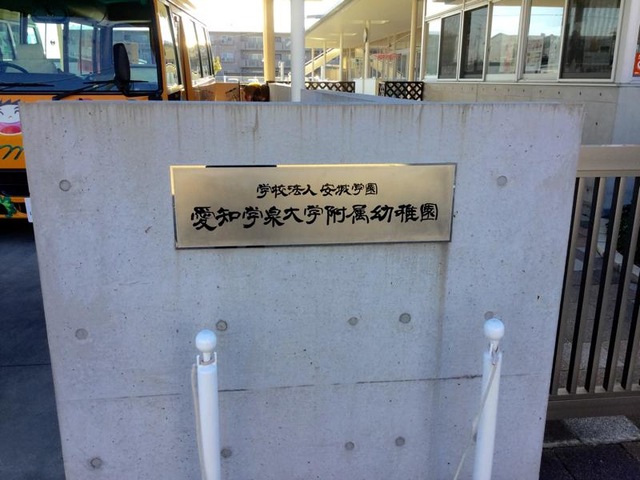 学校法人 安城学園
愛知学泉大学附属幼稚園